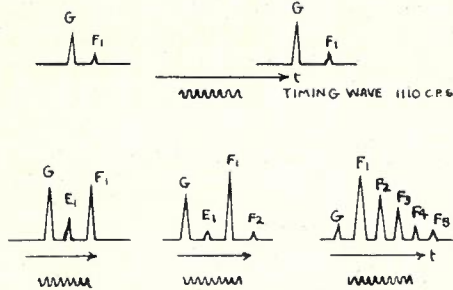 G F1 G F1
t
TIMING WAVE 1110 C.P.S
G E1 F1 G E1 F1 F2 G F1 F2 F3 F4 F5
t